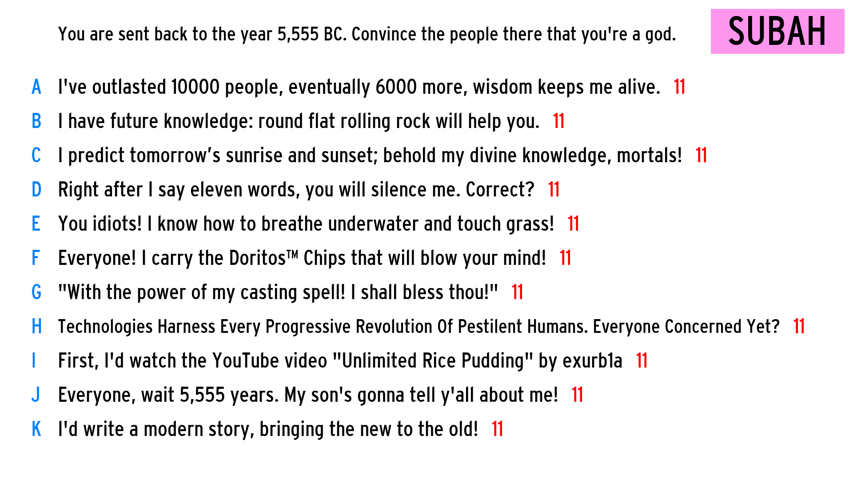 You are sent back to the year 5,555 BC. Convince the people there that you're a god.
SUBAH
A I've outlasted 10000 people, eventually 6000 more, wisdom keeps me alive. 11
B I have future knowledge: round flat rolling rock will help you. 11
C I predict tomorrow’s sunrise and sunset; behold my divine knowledge, mortals! 11
D Right after I say eleven words, you will silence me. Correct? 11
E You idiots! I know how to breathe underwater and touch grass! 11
F Everyone! I carry the Doritos™ Chips that will blow your mind! 11
G "With the power of my casting spell! I shall bless thou!" 11
H Technologies Harness Every Progressive Revolution Of Pestilent Humans. Everyone Concerned Yet? 11
I First, I'd watch the YouTube video "Unlimited Rice Pudding" by exurb1a 11
J Everyone, wait 5,555 years. My son's gonna tell y'all about me! 11
K I'd write a modern story, bringing the new to the old! 11